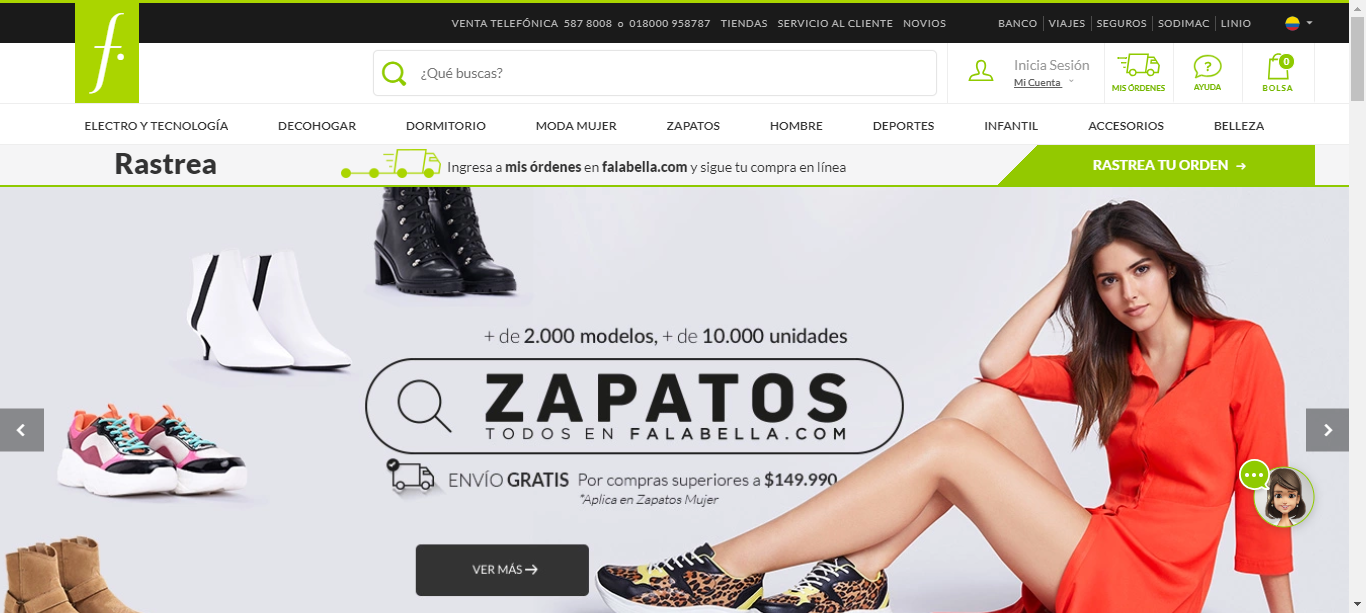 VENTA TELEFÓNICA 587 8008 o 018000 958787 TIENDAS SERVICIO AL CLIENTE NOVIOS BANCO VIAJES SEGUROS SODIMAC LINIO
f.
¿Qué buscas?
Inicia Sesión
Mi Cuenta
MIS ÓRDENES
?
AYUDA
0
BOLSA
ELECTRO Y TECNOLOGÍA DECOHOGAR DORMITORIO MODA MUJER ZAPATOS HOMBRE DEPORTES INFANTIL ACCESORIOS BELLEZA
Rastrea Ingresa a mis órdenes en falabella.com y sigue tu compra en línea RASTREA TU ORDEN
+ de 2.000 modelos, + de 10.000 unidades
ZAPATOS
TODOS EN FALABELLA.COM
ENVÍO GRATIS Por compras superiores a $149.990
*Aplica en Zapatos Mujer
VER MÁS